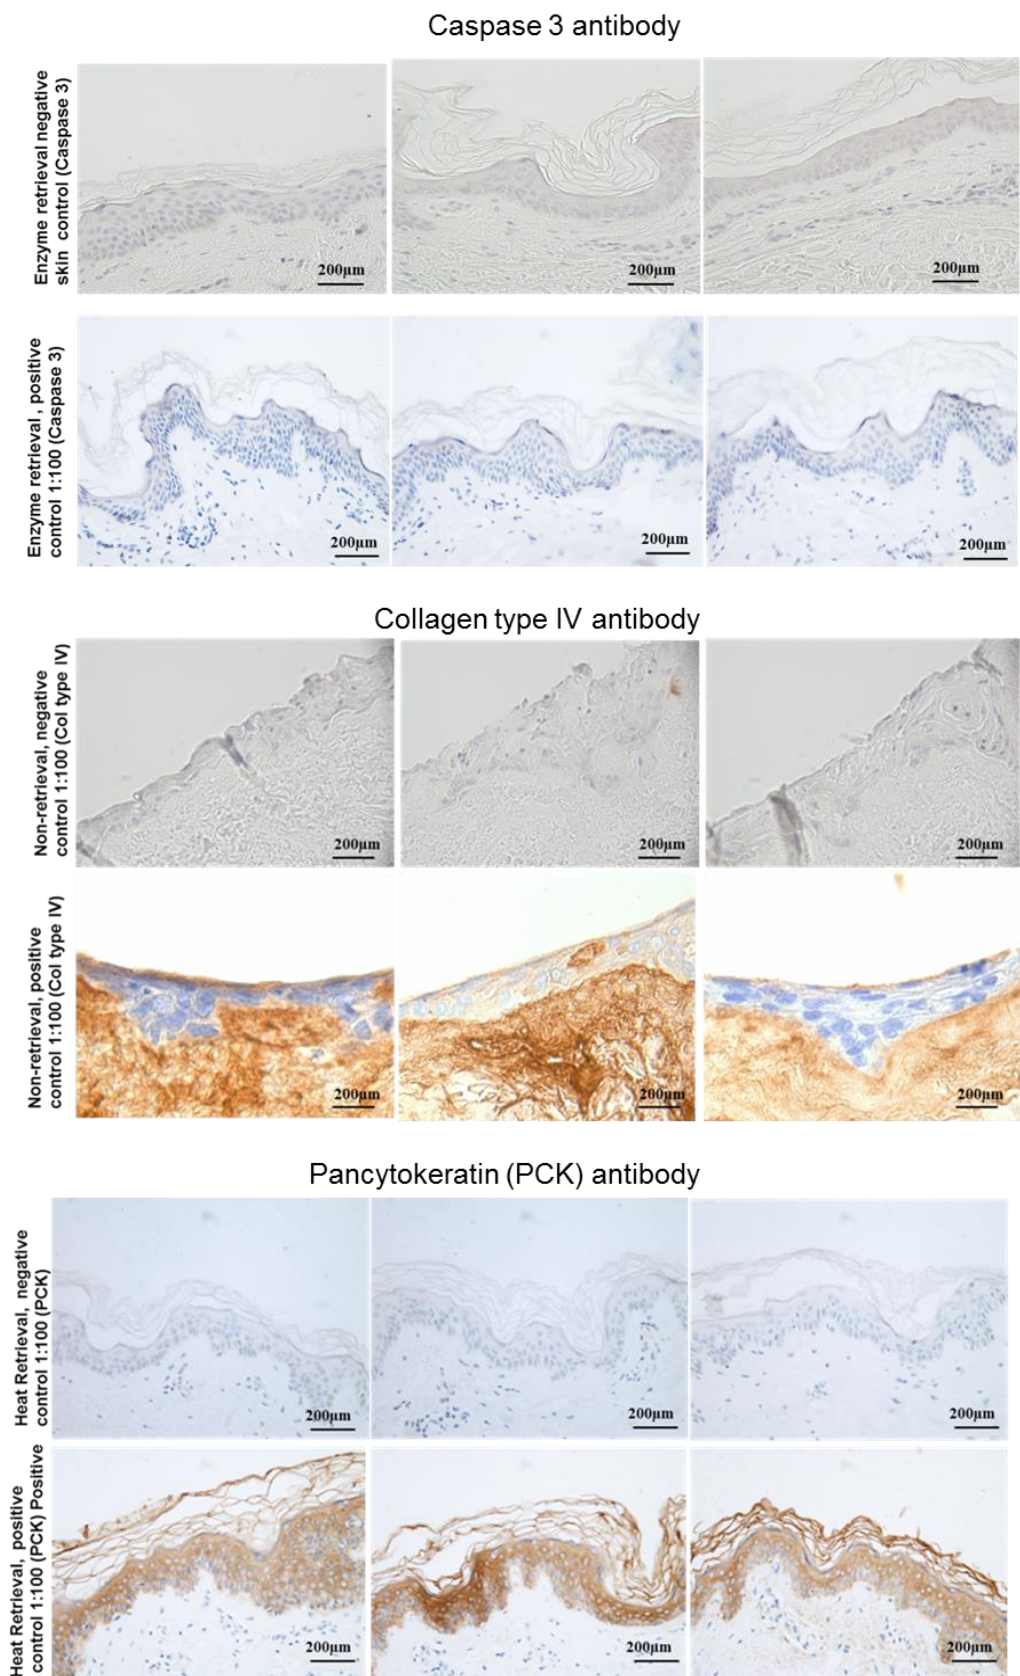 Caspase 3 antibody
Enzyme retrieval negative
skin control (Caspase 3)
200µm
200µm
200µm
Enzyme retrieval, positive
control 1:100 (Caspase 3)
200µm
200µm
200µm
Collagen type IV antibody
Non-retrieval, negative
control 1:100 (Col type IV)
200µm
200µm
200µm
Non-retrieval, positive
control 1:100 (Col type IV)
200µm
200µm
200µm
Pancytokeratin (PCK) antibody
Heat Retrieval, negative
control 1:100 (PCK)
200µm
200µm
200µm
Heat Retrieval, positive
control 1:100 (PCK) Positive
200µm
200µm
200µm